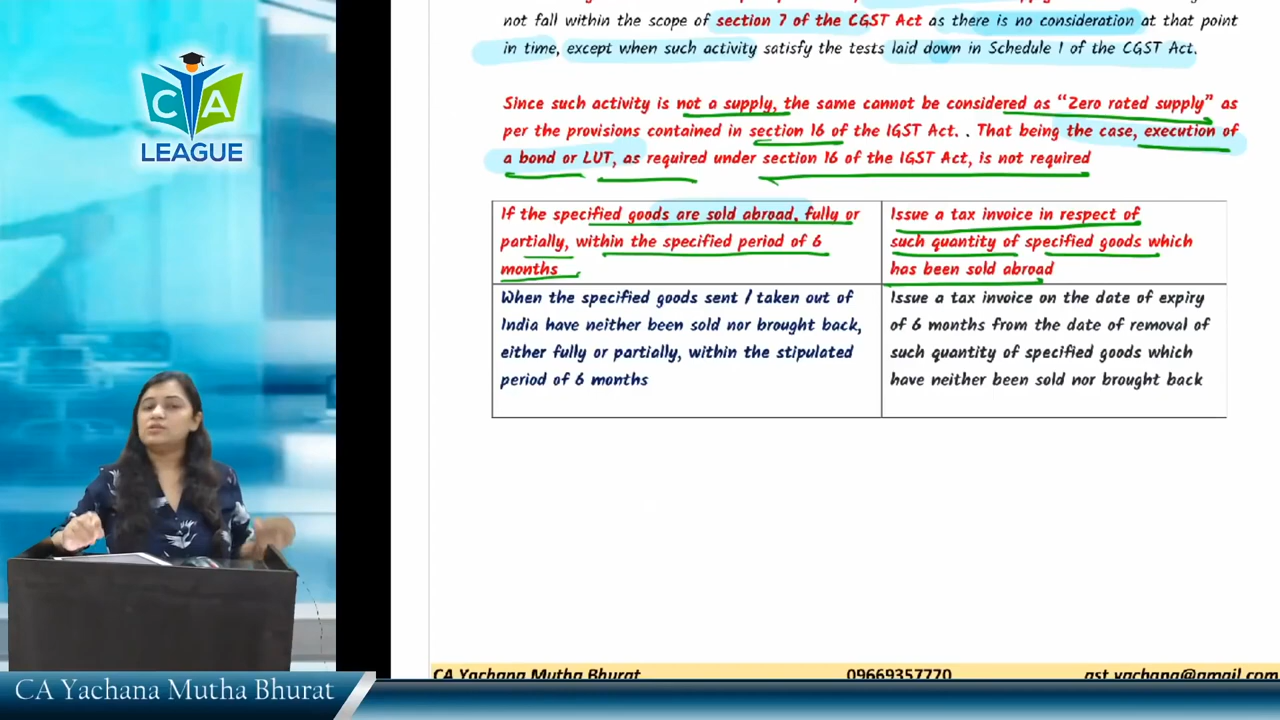 not fall within the scope of section 7 of the CGST Act as there is no consideration at that point
in time, except when such activity satisfy the tests laid down in Schedule 1 of the CGST Act.
Since such activity is not a supply, the same cannot be considered as “Zero rated supply” as
per the provisions contained in section 16 of the IGST Act. . That being the case, execution of
a bond or LUT, as required under section 16 of the IGST Act, is not required
If the specified goods are sold abroad, fully or
partially, within the specified period of 6
months
Issue a tax invoice in respect of
such quantity of specified goods which
has been sold abroad
When the specified goods sent / taken out of
India have neither been sold nor brought back,
either fully or partially, within the stipulated
period of 6 months
Issue a tax invoice on the date of expiry
of 6 months from the date of removal of
such quantity of specified goods which
have neither been sold nor brought back
CA
LEAGUE
CA Yachana Mutha Bhurat
09669357770
gst.yachana@gmail.com
CA Yachana Mutha Bhurat